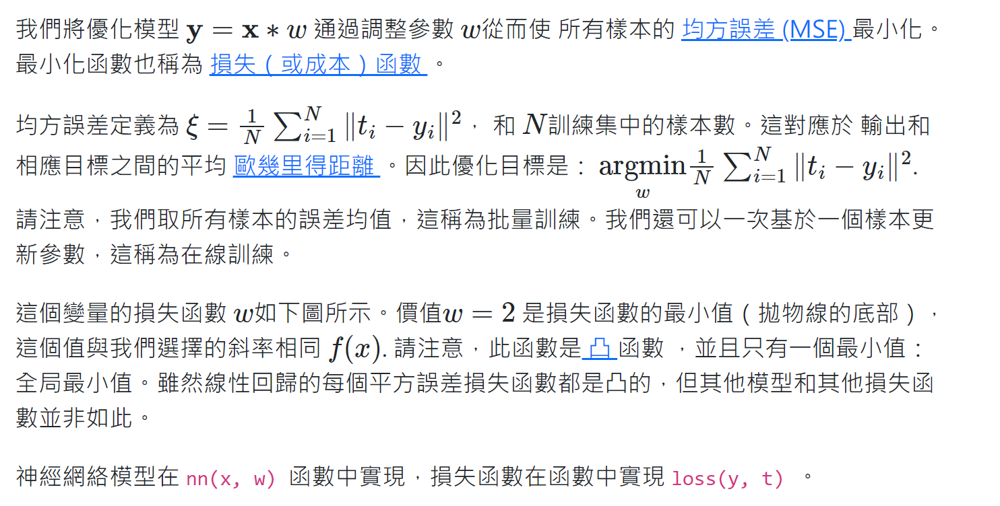 我們將優化模型 y = x ∗ w 通過調整參數 w從而使 所有樣本的 均方誤差 (MSE) 最小化。
最小化函數也稱為 損失（或成本）函數 。
均方誤差定義為 ξ = 1/N ∑_{i=1}^{N} ‖t_i − y_i‖²， 和 N訓練集中的樣本數。這對應於 輸出和
相應目標之間的平均 歐幾里得距離 。因此優化目標是： argmin_w 1/N ∑_{i=1}^{N} ‖t_i − y_i‖².
請注意，我們取所有樣本的誤差均值，這稱為批量訓練。我們還可以一次基於一個樣本更
新參數，這稱為在線訓練。
這個變量的損失函數 w如下圖所示。價值w = 2 是損失函數的最小值（拋物線的底部），
這個值與我們選擇的斜率相同 f(x). 請注意，此函數是 凸 函數 ，並且只有一個最小值：
全局最小值。雖然線性回歸的每個平方誤差損失函數都是凸的，但其他模型和其他損失函
數並非如此。
神經網絡模型在 nn(x, w) 函數中實現，損失函數在函數中實現 loss(y, t) 。